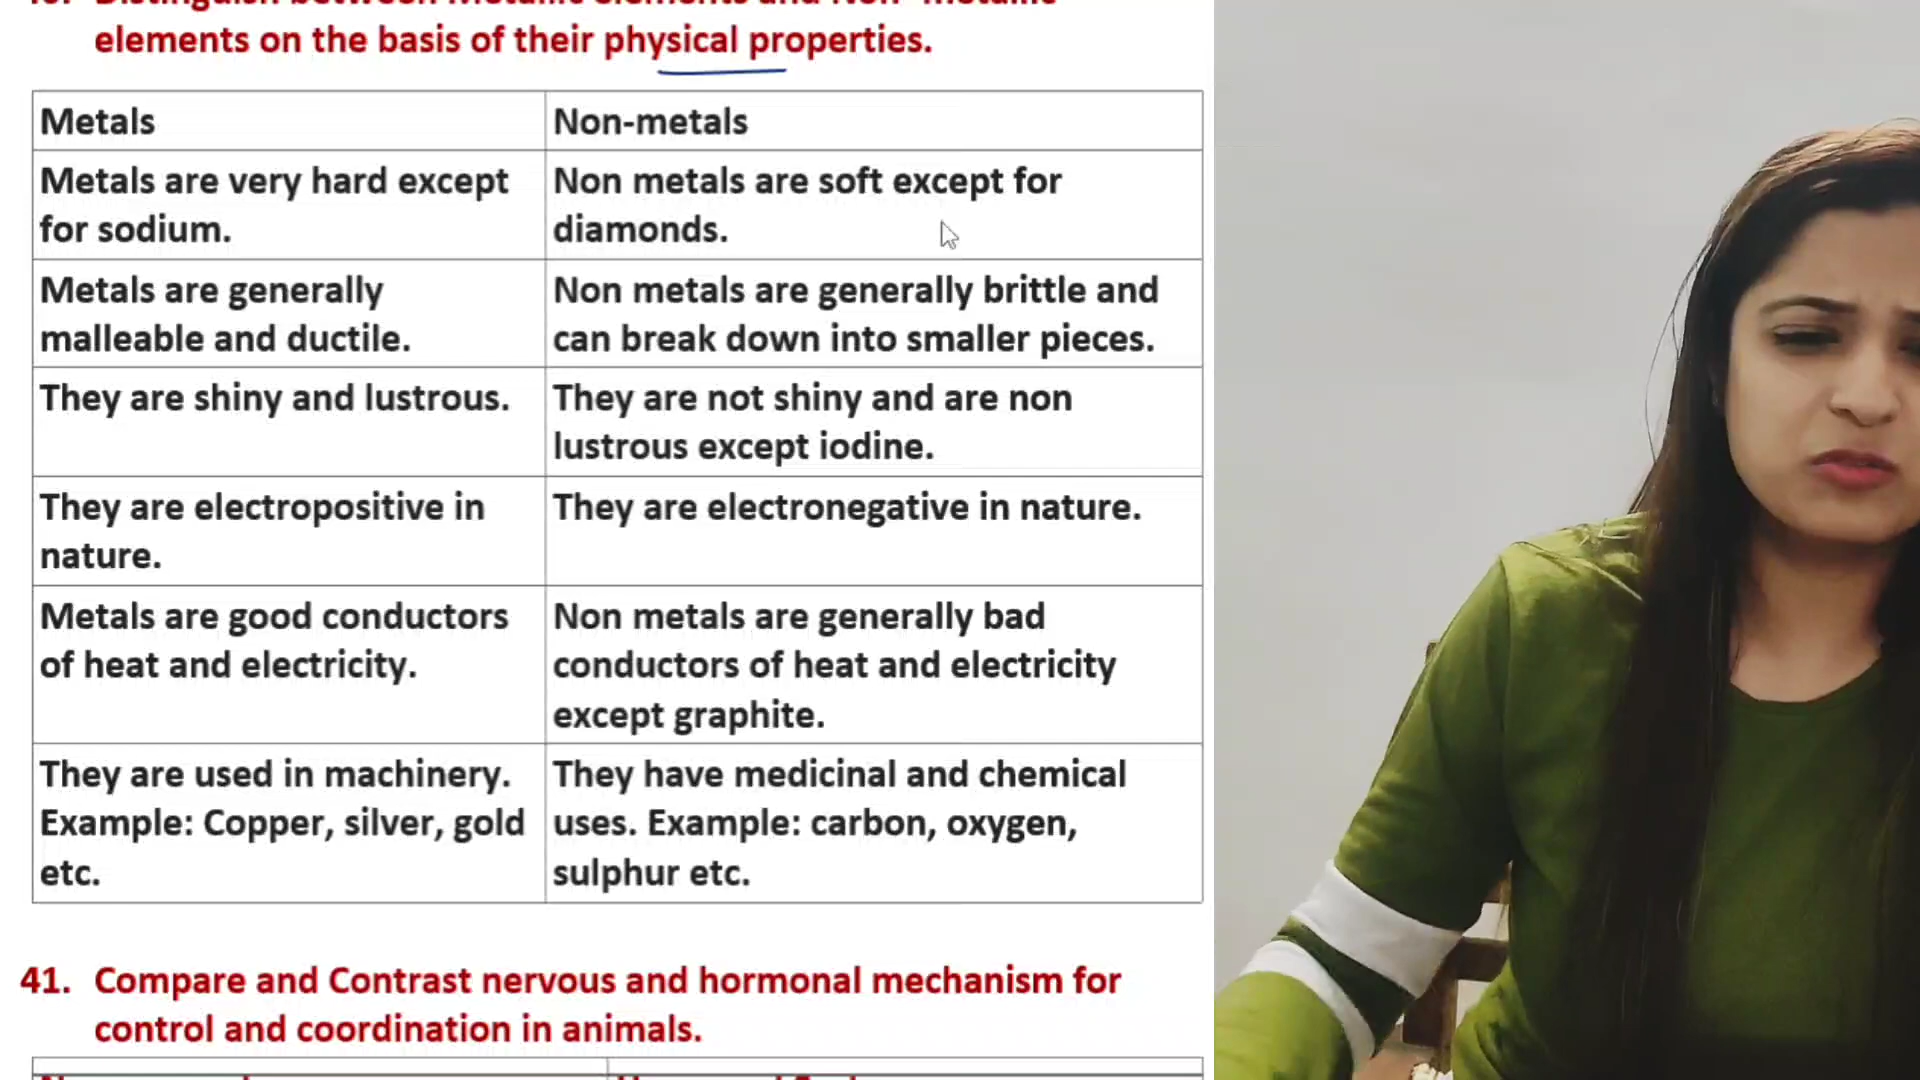 elements on the basis of their physical properties.
Metals
Non-metals
Metals are very hard except
for sodium.
Non metals are soft except for
diamonds.
Metals are generally
malleable and ductile.
Non metals are generally brittle and
can break down into smaller pieces.
They are shiny and lustrous.
They are not shiny and are non
lustrous except iodine.
They are electropositive in
nature.
They are electronegative in nature.
Metals are good conductors
of heat and electricity.
Non metals are generally bad
conductors of heat and electricity
except graphite.
They are used in machinery.
Example: Copper, silver, gold
etc.
They have medicinal and chemical
uses. Example: carbon, oxygen,
sulphur etc.
41. Compare and Contrast nervous and hormonal mechanism for
control and coordination in animals.